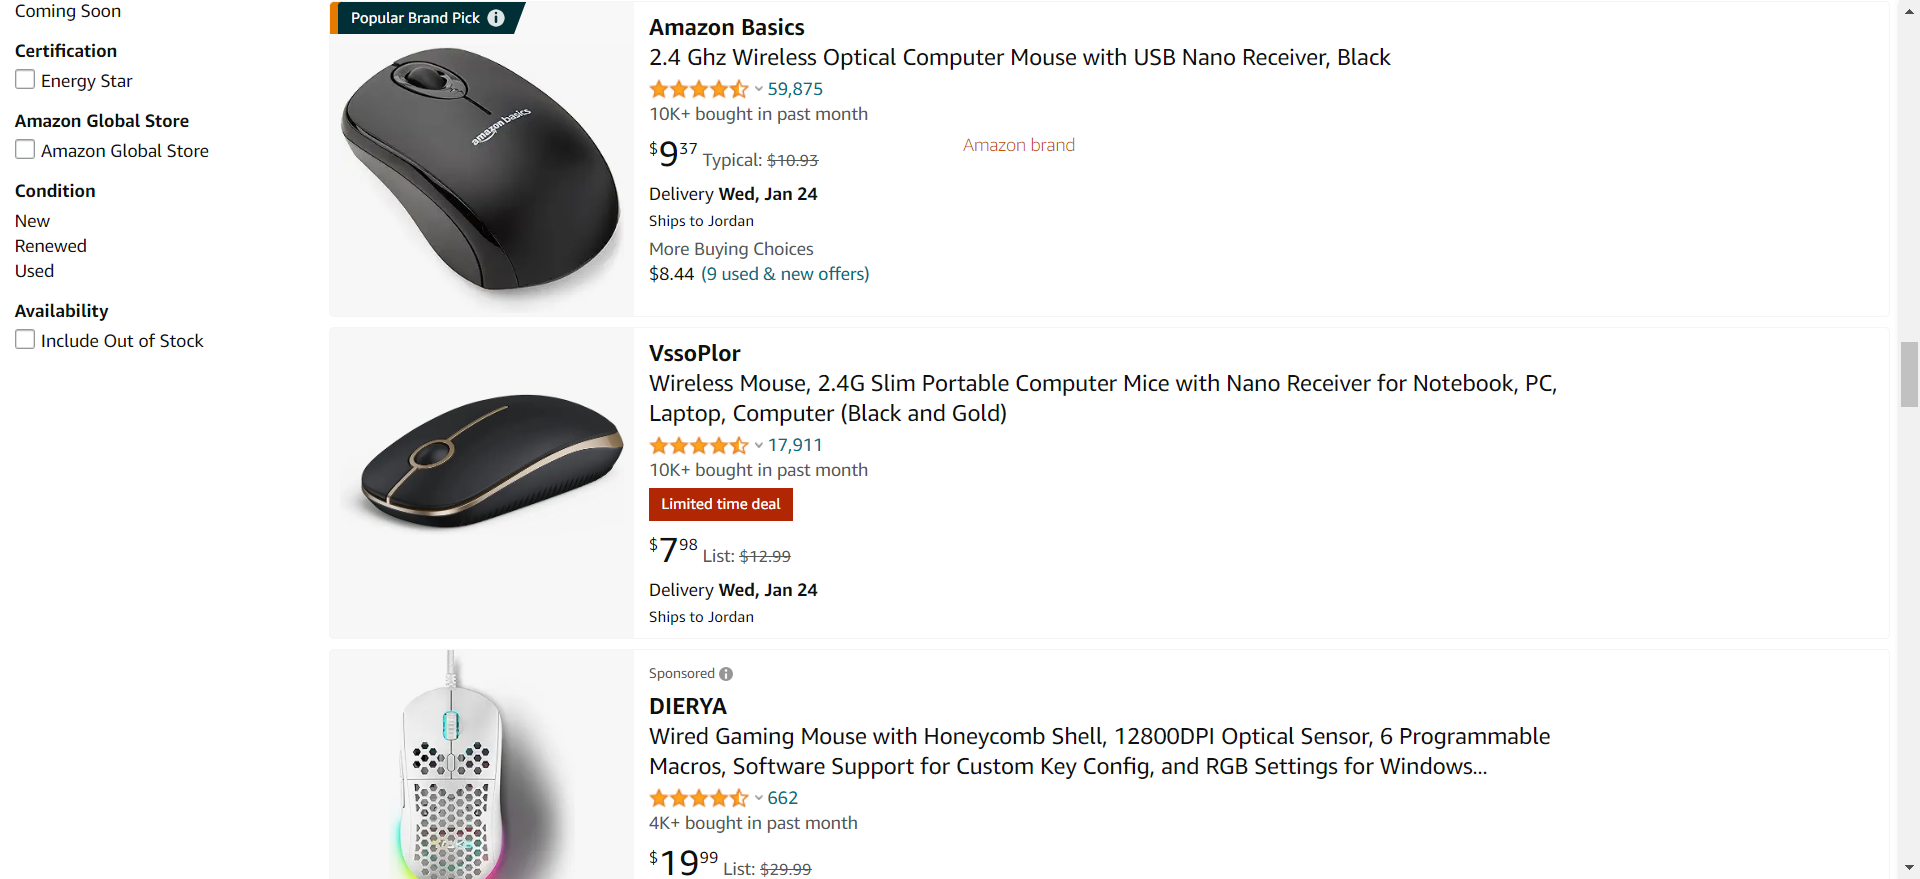 Coming Soon
Certification
Energy Star
Amazon Global Store
Amazon Global Store
Condition
New
Renewed
Used
Availability
Include Out of Stock
Popular Brand Pick
amazon basics
Amazon Basics
2.4 Ghz Wireless Optical Computer Mouse with USB Nano Receiver, Black
59,875
10K+ bought in past month
$9 37 Typical: $10.93
Amazon brand
Delivery Wed, Jan 24
Ships to Jordan
More Buying Choices
$8.44 (9 used & new offers)
VssoPlor
Wireless Mouse, 2.4G Slim Portable Computer Mice with Nano Receiver for Notebook, PC,
Laptop, Computer (Black and Gold)
17,911
10K+ bought in past month
Limited time deal
$7 98 List: $12.99
Delivery Wed, Jan 24
Ships to Jordan
Sponsored
DIERYA
Wired Gaming Mouse with Honeycomb Shell, 12800DPI Optical Sensor, 6 Programmable
Macros, Software Support for Custom Key Config, and RGB Settings for Windows...
662
4K+ bought in past month
$19 99 List: $29.99